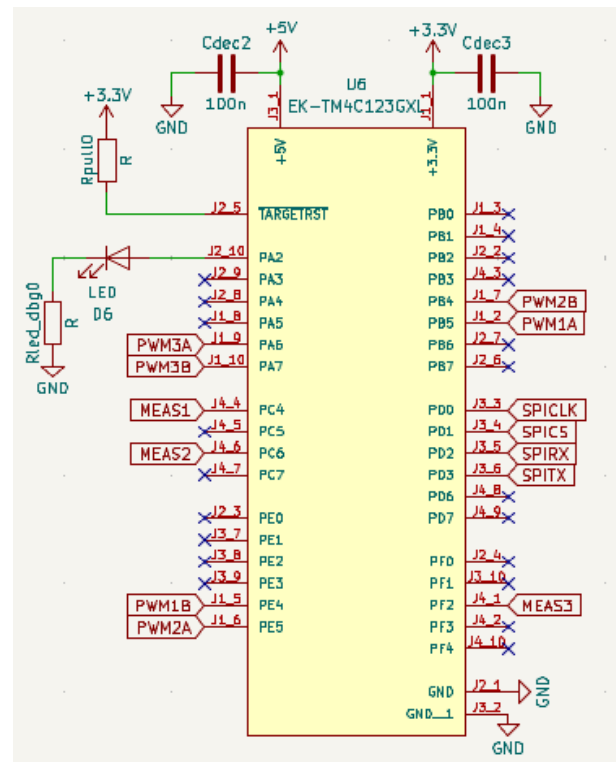 +5V
+3.3V
Cdec2
Cdec3
100n
100n
GND
GND
U6
EK-TM4C123GXL
J3_1
J1_1
+5V
+3.3V
+3.3V
Rpull0
R
J2_5
TARGETRST
J2_10
PA2
LED
D6
Rled_dbg0
R
GND
J2_9
PA3
J2_8
PA4
J1_8
PA5
PWM3A
J1_9
PA6
PWM3B
J1_10
PA7
MEAS1
J4_4
PC4
J4_5
PC5
MEAS2
J4_6
PC6
J4_7
PC7
J2_3
PE0
J3_7
PE1
J3_8
PE2
J3_9
PE3
PWM1B
J1_5
PE4
PWM2A
J1_6
PE5
PB0
J1_3
PB1
J1_4
PB2
J2_2
PB3
J4_3
PB4
J1_7
PWM2B
PB5
J1_2
PWM1A
PB6
J2_7
PB7
J2_6
PD0
J3_3
SPICLK
PD1
J3_4
SPICS
PD2
J3_5
SPIRX
PD3
J3_6
SPITX
PD6
J4_8
PD7
J4_9
PF0
J2_4
PF1
J3_10
PF2
J4_1
MEAS3
PF3
J4_2
PF4
J4_10
GND
J2_1
GND
GND_1
J3_2
GND